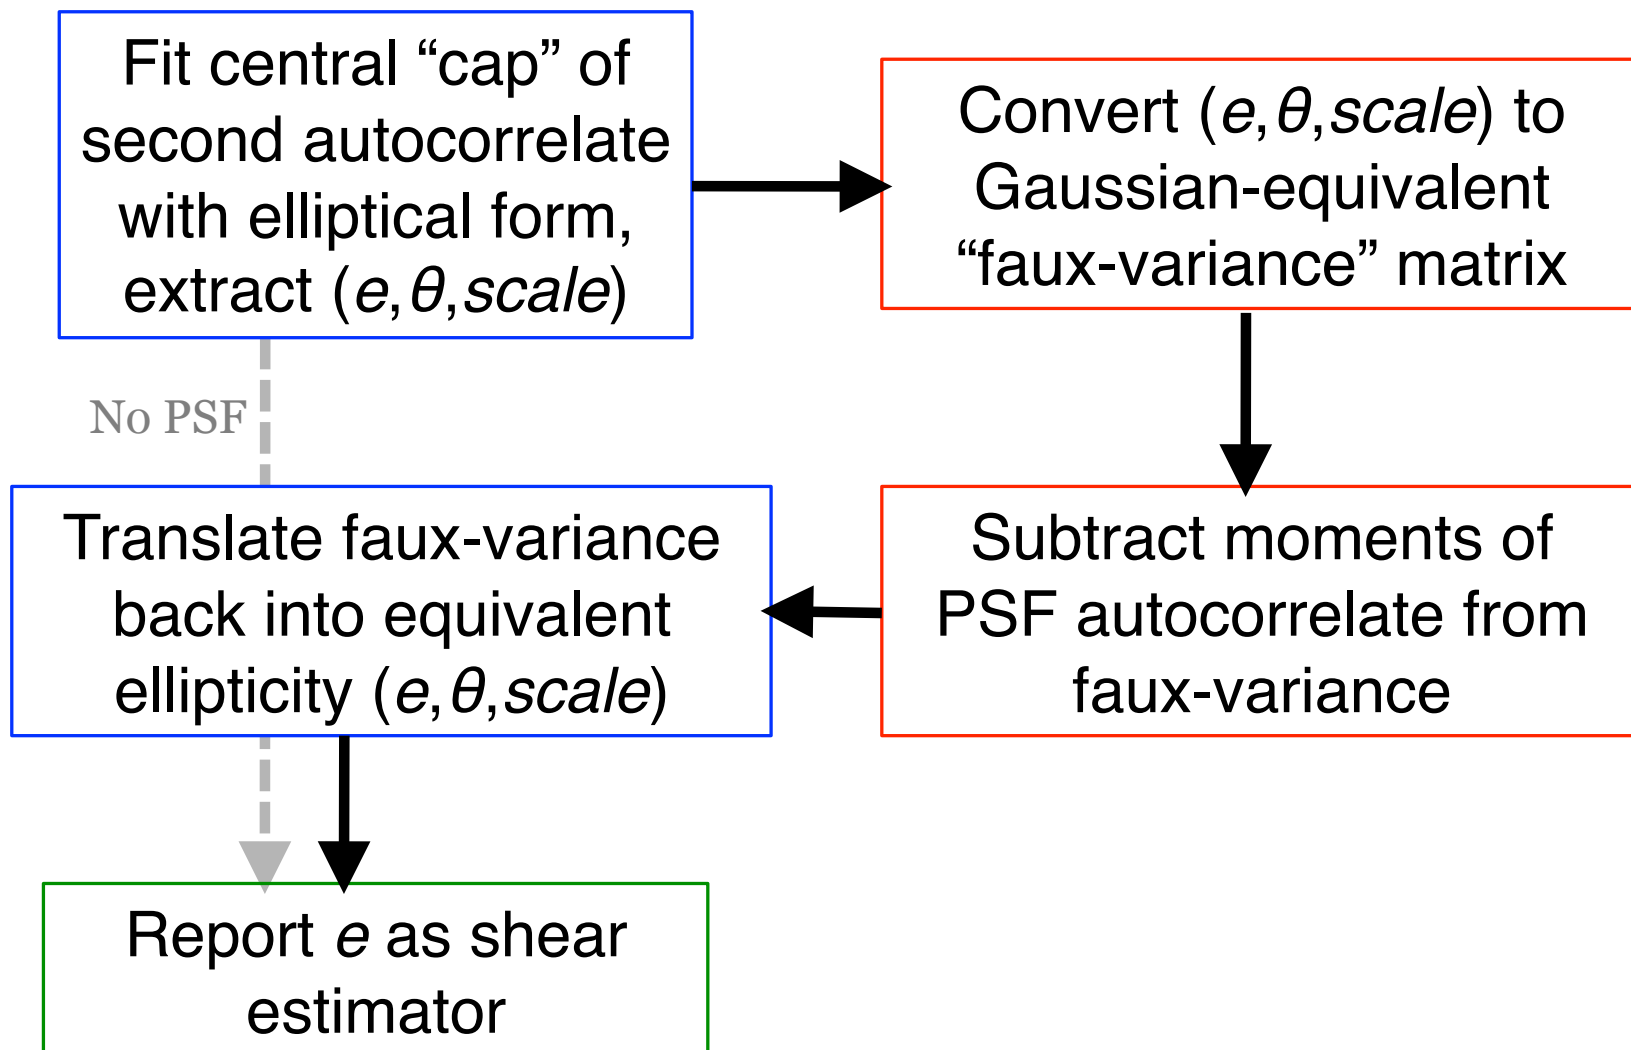 Fit central “cap” of
second autocorrelate
with elliptical form,
extract (e,θ,scale)
Convert (e,θ,scale) to
Gaussian-equivalent
“faux-variance” matrix
No PSF
Subtract moments of
PSF autocorrelate from
faux-variance
Translate faux-variance
back into equivalent
ellipticity (e,θ,scale)
Report e as shear
estimator